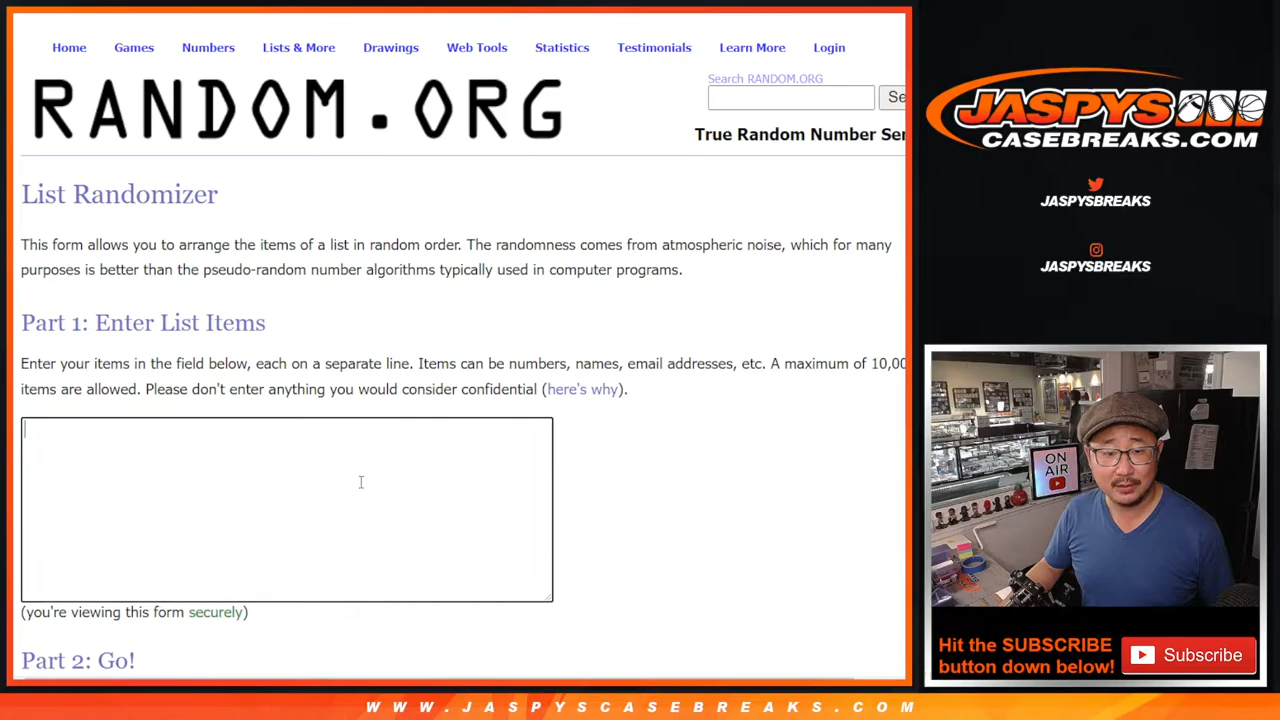 Home Games Numbers Lists & More Drawings Web Tools Statistics Testimonials Learn More Login
RANDOM.ORG
Search RANDOM.ORG
Se
True Random Number Ser
List Randomizer
This form allows you to arrange the items of a list in random order. The randomness comes from atmospheric noise, which for many
purposes is better than the pseudo-random number algorithms typically used in computer programs.
Part 1: Enter List Items
Enter your items in the field below, each on a separate line. Items can be numbers, names, email addresses, etc. A maximum of 10,00
items are allowed. Please don't enter anything you would consider confidential (here's why).
(you're viewing this form securely)
Part 2: Go!
JASPYS
CASEBREAKS.COM
JASPYSBREAKS
JASPYSBREAKS
ON
AIR
Hit the SUBSCRIBE
button down below!
Subscribe
WWW.JASPYSCASEBREAKS.COM